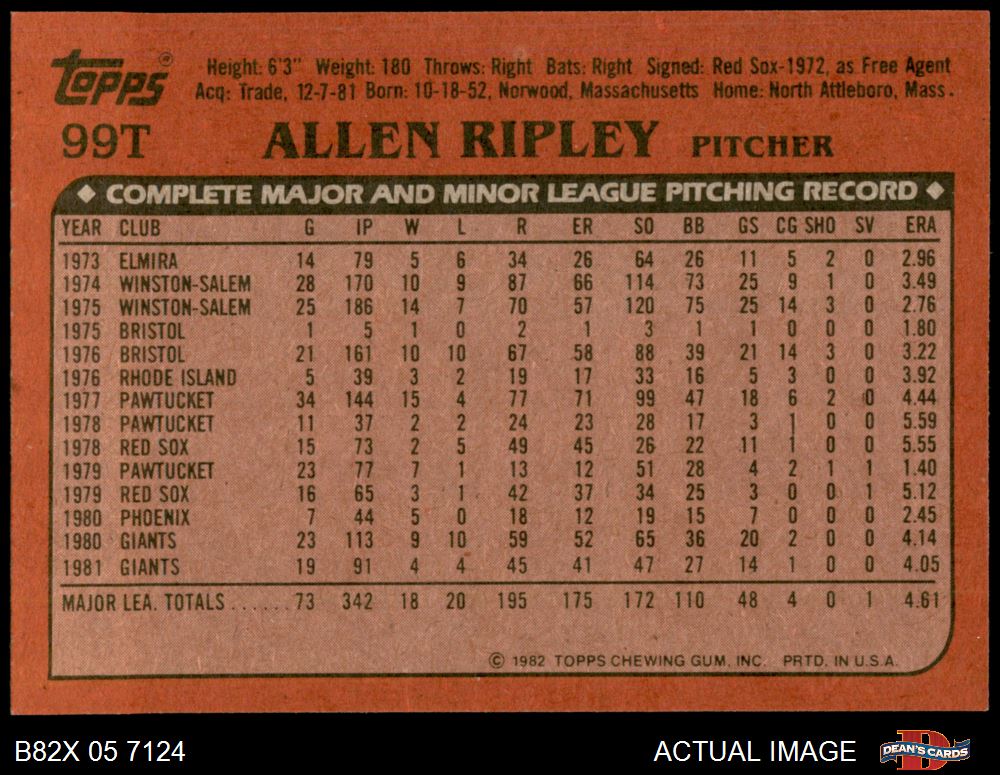 Topps®
Height: 6'3" Weight: 180 Throws: Right Bats: Right Signed: Red Sox-1972, as Free Agent
Acq: Trade, 12-7-81 Born: 10-18-52, Norwood, Massachusetts Home: North Attleboro, Mass.
99T ALLEN RIPLEY PITCHER
◆ COMPLETE MAJOR AND MINOR LEAGUE PITCHING RECORD ◆
YEAR CLUB G IP W L R ER SO BB GS CG SHO SV ERA
1973 ELMIRA 14 79 5 6 34 26 64 26 11 5 2 0 2.96
1974 WINSTON-SALEM 28 170 10 9 87 66 114 73 25 9 1 0 3.49
1975 WINSTON-SALEM 25 186 14 7 70 57 120 75 25 14 3 0 2.76
1975 BRISTOL 1 5 1 0 2 1 3 1 1 0 0 0 1.80
1976 BRISTOL 21 161 10 10 67 58 88 39 21 14 3 0 3.22
1976 RHODE ISLAND 5 39 3 2 19 17 33 16 5 3 0 0 3.92
1977 PAWTUCKET 34 144 15 4 77 71 99 47 18 6 2 0 4.44
1978 PAWTUCKET 11 37 2 2 24 23 28 17 3 1 0 0 5.59
1978 RED SOX 15 73 2 5 49 45 26 22 11 1 0 0 5.55
1979 PAWTUCKET 23 77 7 1 13 12 51 28 4 2 1 1 1.40
1979 RED SOX 16 65 3 1 42 37 34 25 3 0 0 1 5.12
1980 PHOENIX 7 44 5 0 18 12 19 15 7 0 0 0 2.45
1980 GIANTS 23 113 9 10 59 52 65 36 20 2 0 0 4.14
1981 GIANTS 19 91 4 4 45 41 47 27 14 1 0 0 4.05
MAJOR LEA. TOTALS......73 342 18 20 195 175 172 110 48 4 0 1 4.61
© 1982 TOPPS CHEWING GUM, INC. PRTD. IN U.S.A.
B82X 05 7124 ACTUAL IMAGE DEAN'S CARDS